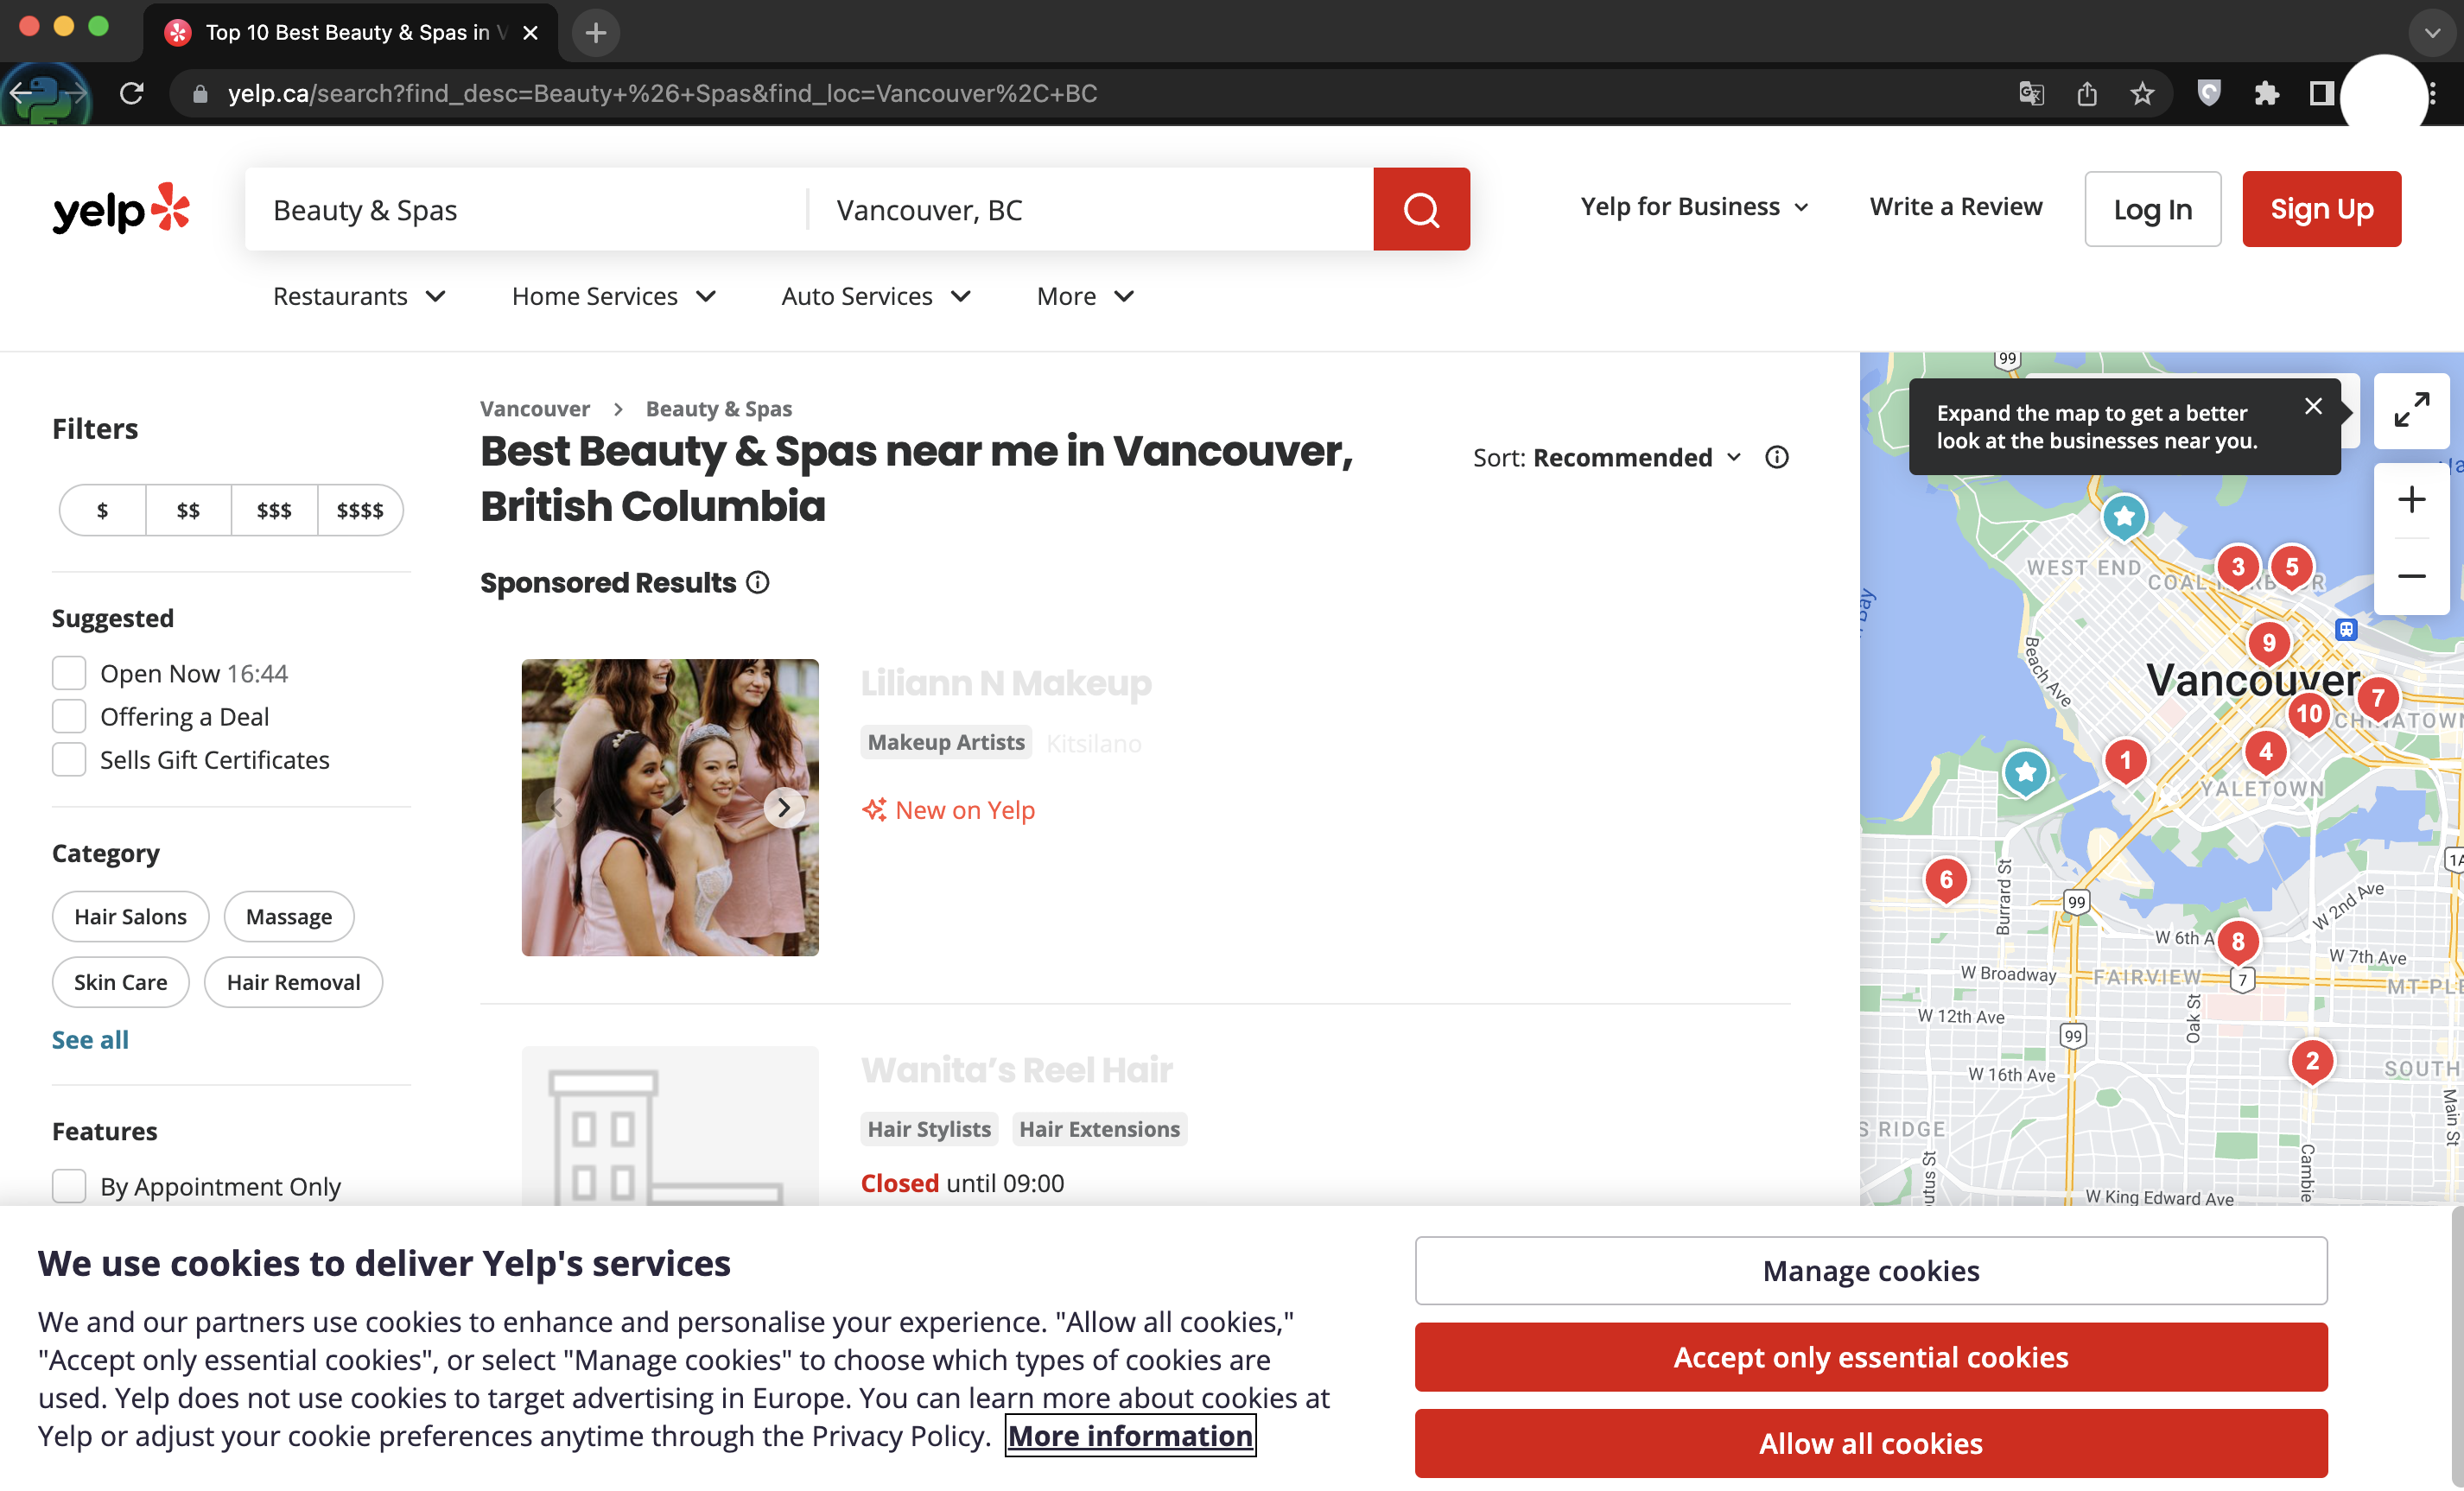 Top 10 Best Beauty & Spas in V
yelp.ca/search?find_desc=Beauty+%26+Spas&find_loc=Vancouver%2C+BC
yelp
Beauty & Spas
Vancouver, BC
Yelp for Business
Write a Review
Log In
Sign Up
Restaurants
Home Services
Auto Services
More
Filters
$
$$
$$$
$$$$
Suggested
Open Now 16:44
Offering a Deal
Sells Gift Certificates
Category
Hair Salons
Massage
Skin Care
Hair Removal
See all
Features
By Appointment Only
Vancouver > Beauty & Spas
Best Beauty & Spas near me in Vancouver,
British Columbia
Sort: Recommended
Sponsored Results
Liliann N Makeup
Makeup Artists
Kitsilano
New on Yelp
Wanita's Reel Hair
Hair Stylists
Hair Extensions
Closed until 09:00
99
Expand the map to get a better
look at the businesses near you.
WEST END
3
5
9
Beach Ave
Vancouver
7
10
4
1
YALETOWN
6
Burrard St
99
W 2nd Ave
8
W 7th Ave
W Broadway
FAIRVIEW
7
W 12th Ave
Oak St
99
2
W 16th Ave
SOUTH
Main St
S RIDGE
Cambie
W King Edward Ave
We use cookies to deliver Yelp's services
We and our partners use cookies to enhance and personalise your experience. "Allow all cookies,"
"Accept only essential cookies", or select "Manage cookies" to choose which types of cookies are
used. Yelp does not use cookies to target advertising in Europe. You can learn more about cookies at
Yelp or adjust your cookie preferences anytime through the Privacy Policy. More information
Manage cookies
Accept only essential cookies
Allow all cookies